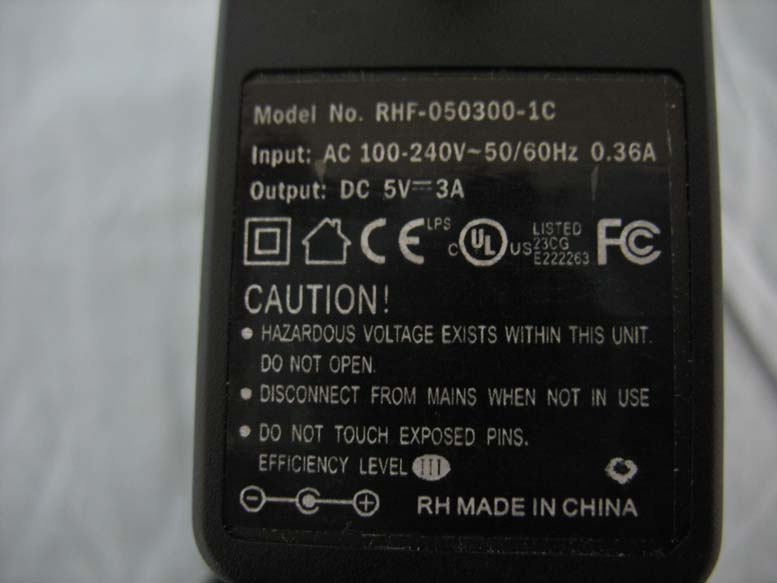 Model No. RHF-050300-1C
Input: AC 100-240V~50/60Hz 0.36A
Output: DC 5V⎓3A
CE LPS C UL US LISTED 23CG E222263 FC
CAUTION!
● HAZARDOUS VOLTAGE EXISTS WITHIN THIS UNIT.
DO NOT OPEN.
● DISCONNECT FROM MAINS WHEN NOT IN USE
● DO NOT TOUCH EXPOSED PINS.
EFFICIENCY LEVEL III
RH MADE IN CHINA